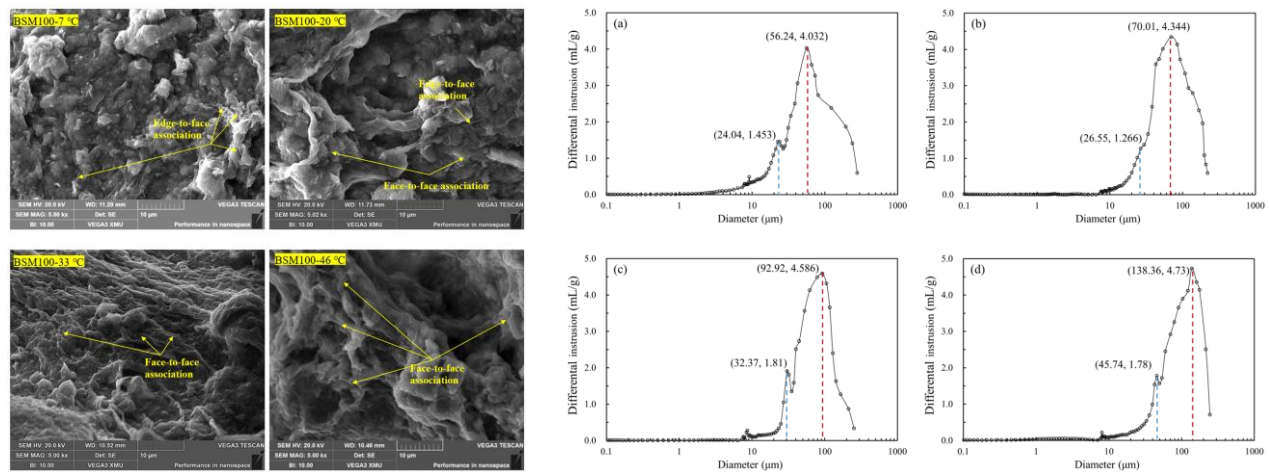 BSM100-7 ℃
Edge-to-face
association
SEM HV: 20.0 kV WD: 11.20 mm VEGA3 TESCAN
SEM MAG: 5.00 kx Det: SE 10 μm
BI: 10.00 VEGA3 XMU Performance in nanospace
BSM100-20 ℃
Edge-to-face
association
Face-to-face association
SEM HV: 20.0 kV WD: 11.73 mm VEGA3 TESCAN
SEM MAG: 5.02 kx Det: SE 10 μm
BI: 10.00 VEGA3 XMU Performance in nanospace
BSM100-33 ℃
Face-to-face
association
SEM HV: 20.0 kV WD: 10.52 mm VEGA3 TESCAN
SEM MAG: 5.00 kx Det: SE 10 μm
BI: 10.00 VEGA3 XMU Performance in nanospace
BSM100-46 ℃
Face-to-face
association
SEM HV: 20.0 kV WD: 10.46 mm VEGA3 TESCAN
SEM MAG: 5.00 kx Det: SE 10 μm
BI: 10.00 VEGA3 XMU Performance in nanospace
(a)
(56.24, 4.032)
(24.04, 1.453)
Differential instrusion (mL/g)
5.0
4.0
3.0
2.0
1.0
0.0
0.1 1 10 100 1000
Diameter (μm)
(b)
(70.01, 4.344)
(26.55, 1.266)
Differential instrusion (mL/g)
5.0
4.0
3.0
2.0
1.0
0.0
0.1 1 10 100 1000
Diameter (μm)
(c)
(92.92, 4.586)
(32.37, 1.81)
Differential instrusion (mL/g)
5.0
4.0
3.0
2.0
1.0
0.0
0.1 1 10 100 1000
Diameter (μm)
(d)
(138.36, 4.73)
(45.74, 1.78)
Differential instrusion (mL/g)
5.0
4.0
3.0
2.0
1.0
0.0
0.1 1 10 100 1000
Diameter (μm)